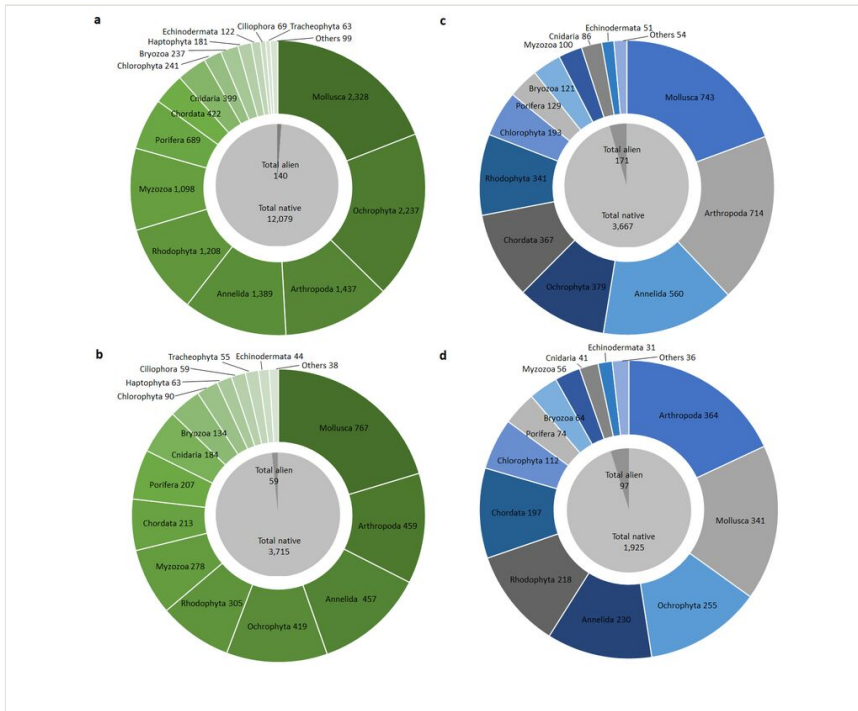 a
Echinodermata 122
Ciliophora 69
Tracheophyta 63
Haptophyta 181
Others 99
Bryozoa 237
Chlorophyta 241
Cnidaria 399
Chordata 422
Porifera 689
Myzozoa 1,098
Rhodophyta 1,208
Annelida 1,389
Arthropoda 1,437
Ochrophyta 2,237
Mollusca 2,328
Total alien
140
Total native
12,079
c
Echinodermata 51
Cnidaria 86
Others 54
Myzozoa 100
Bryozoa 121
Porifera 129
Chlorophyta 193
Rhodophyta 341
Chordata 367
Ochrophyta 379
Annelida 560
Arthropoda 714
Mollusca 743
Total alien
171
Total native
3,667
b
Tracheophyta 55
Echinodermata 44
Ciliophora 59
Others 38
Haptophyta 63
Chlorophyta 90
Bryozoa 134
Cnidaria 184
Porifera 207
Chordata 213
Myzozoa 278
Rhodophyta 305
Ochrophyta 419
Annelida 457
Arthropoda 459
Mollusca 767
Total alien
59
Total native
3,715
d
Echinodermata 31
Cnidaria 41
Others 36
Myzozoa 56
Bryozoa 64
Porifera 74
Chlorophyta 112
Chordata 197
Rhodophyta 218
Annelida 230
Ochrophyta 255
Mollusca 341
Arthropoda 364
Total alien
97
Total native
1,925